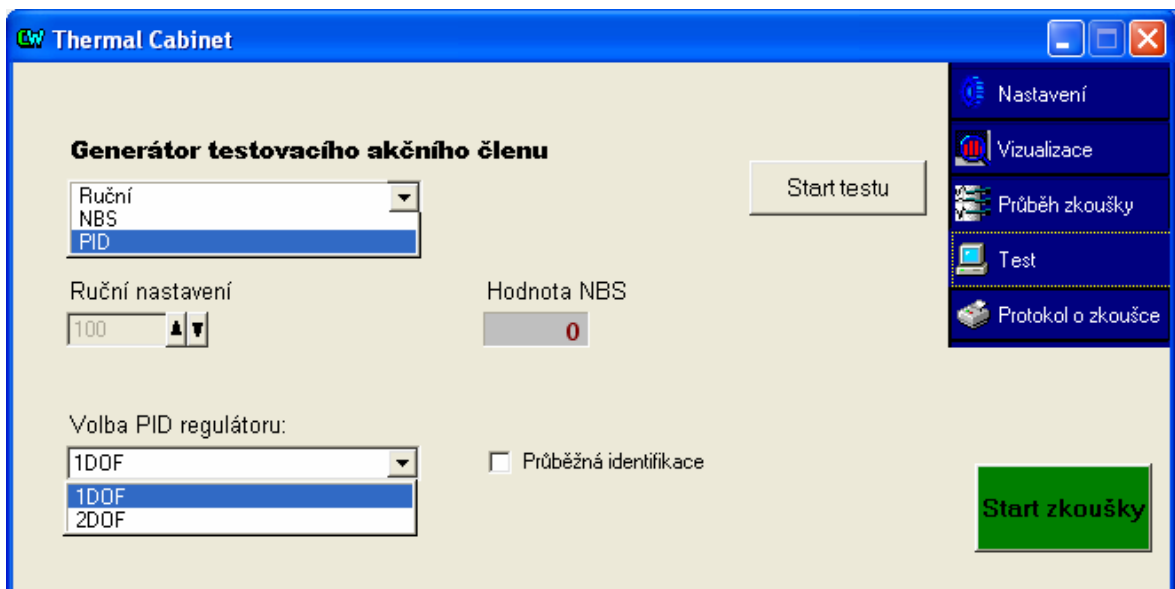 CW Thermal Cabinet
Nastavení
Vizualizace
Průběh zkoušky
Test
Protokol o zkoušce
Generátor testovacího akčního členu
Ruční
NBS
PID
Start testu
Ruční nastavení
Hodnota NBS
100
0
Volba PID regulátoru:
1DOF
1DOF
2DOF
Průběžná identifikace
Start zkoušky